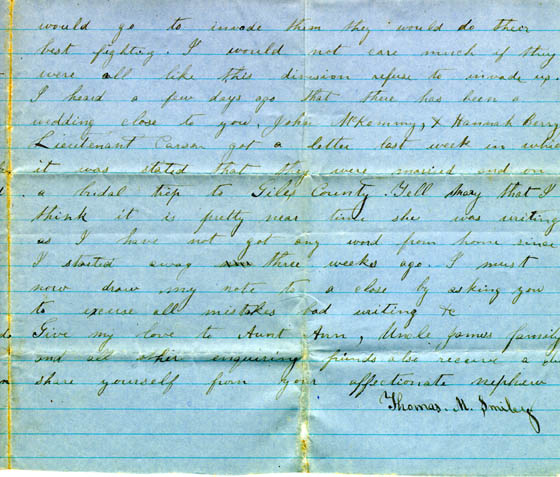 would go to invade them they would do their
best fighting. I would not care much if they
were all like this division refuse to invade up
I heard a few days ago that there has been a
wedding close to you, John McKommy, & Hannah Berry
Lieutenant Carson got a letter last week in whic
it was stated that they were married and on
a bridal trip to Giles County. Tell Mary that I
think it is pretty near time she was writing
as I have not got any word from home since
I started away three weeks ago. I must
now draw my note to a close by asking you
to excuse all mistakes bad writing &c
Give my love to Aunt Ann, Uncle James family
and all other enquiring friends also receive a due
share yourself from your affectionate nephew
Thomas. M. Smiley